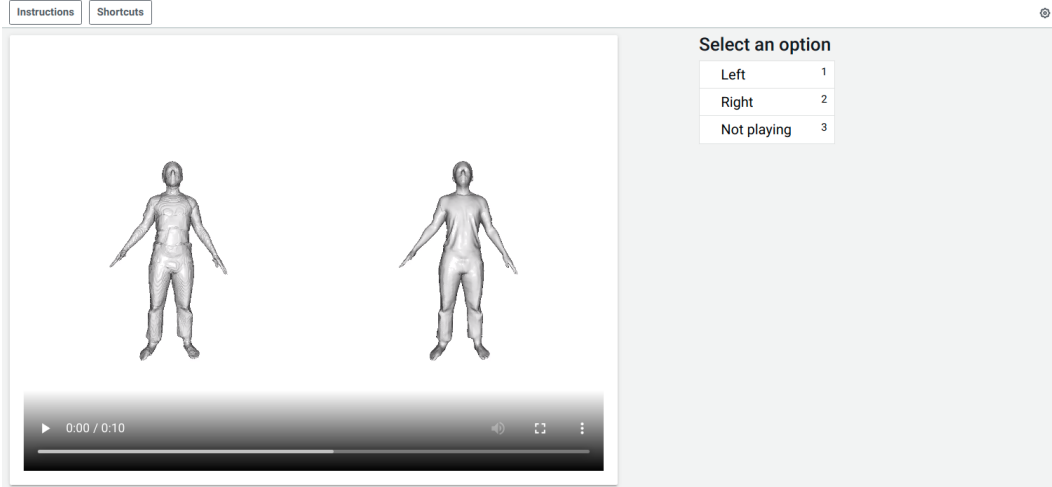 Instructions
Shortcuts
Select an option
Left 1
Right 2
Not playing 3
0:00 / 0:10